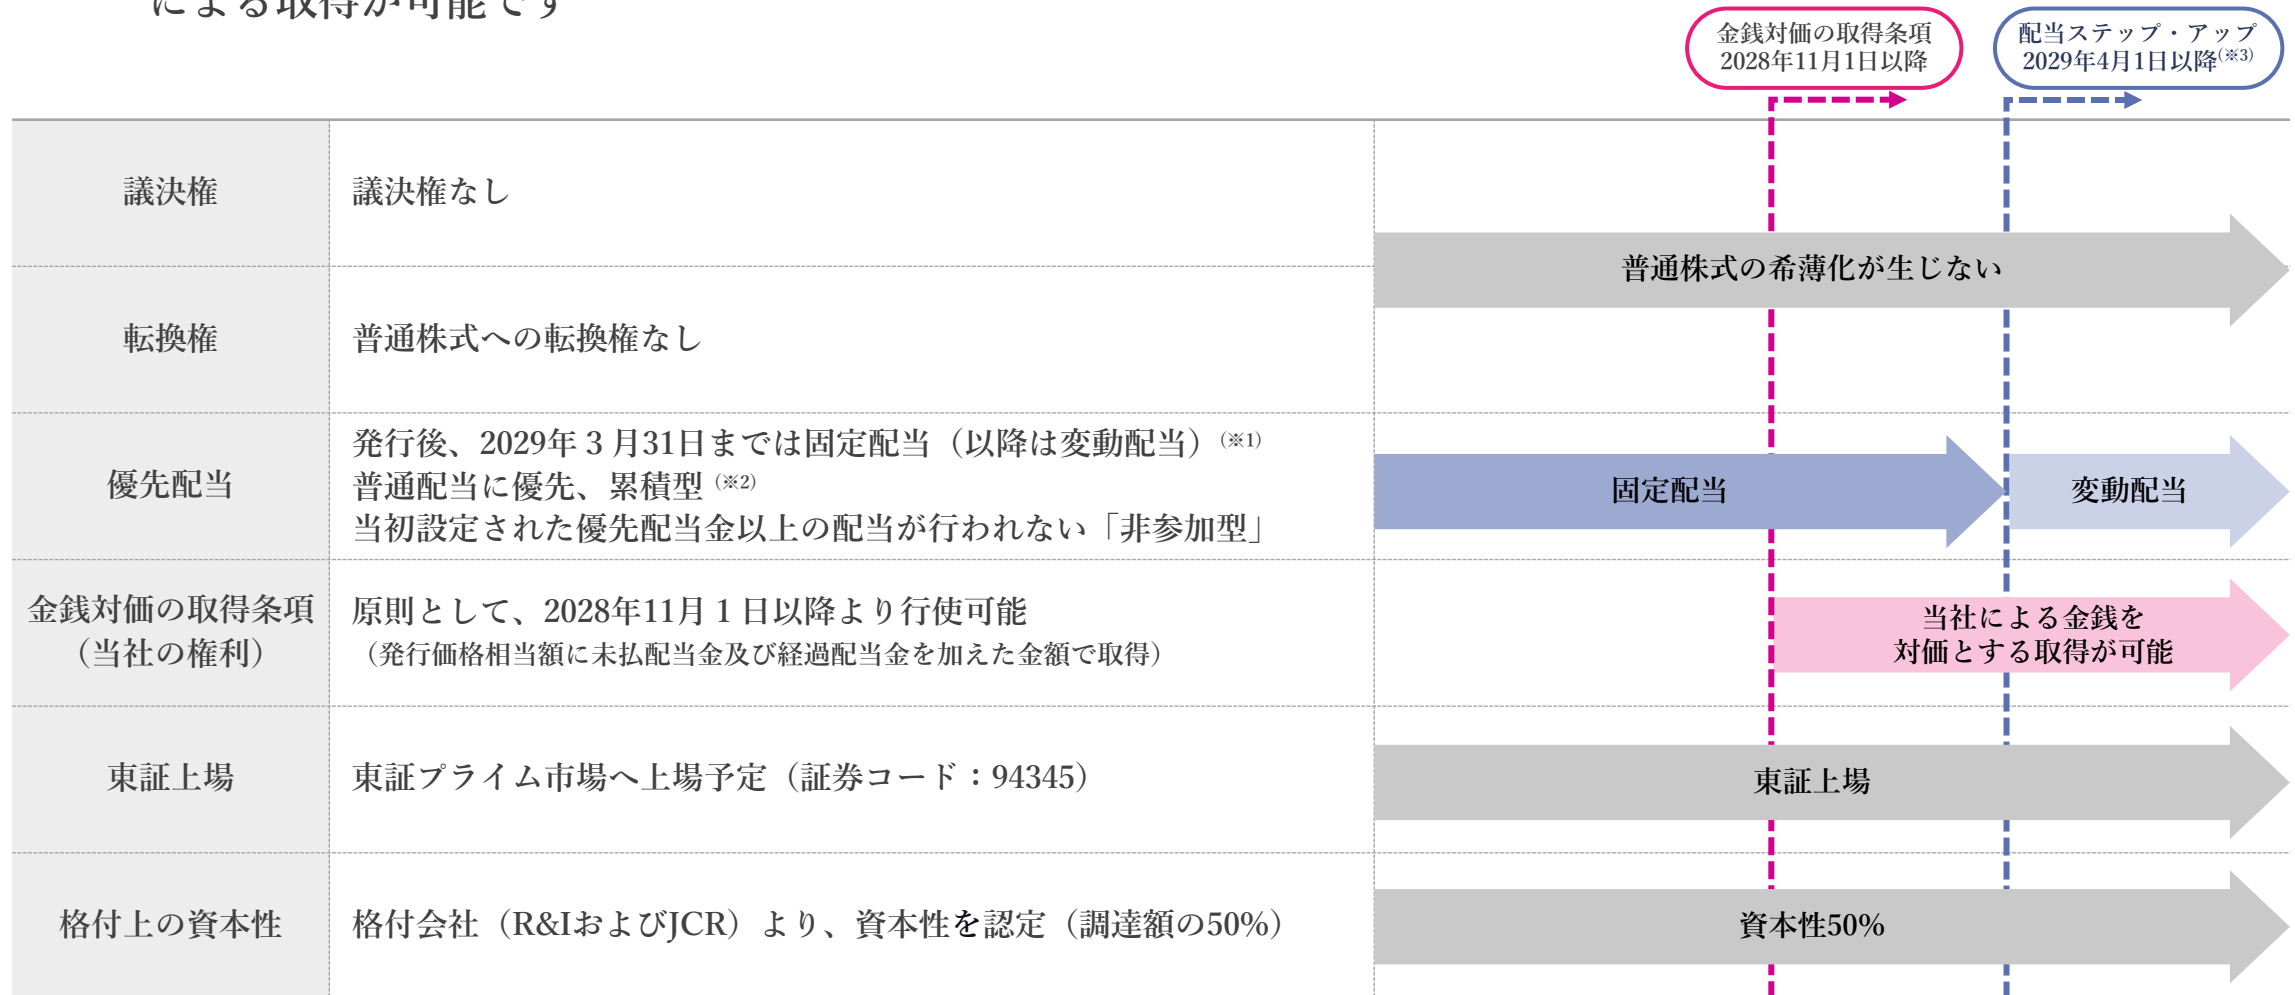 による取得が可能です
金銭対価の取得条項
2028年11月1日以降
配当ステップ・アップ
2029年4月1日以降(※3)
議決権
議決権なし
普通株式の希薄化が生じない
転換権
普通株式への転換権なし
優先配当
発行後、2029年３月31日までは固定配当（以降は変動配当）(※1)
普通配当に優先、累積型 (※2)
当初設定された優先配当金以上の配当が行われない「非参加型」
固定配当
変動配当
金銭対価の取得条項
（当社の権利）
原則として、2028年11月１日以降より行使可能
（発行価格相当額に未払配当金及び経過配当金を加えた金額で取得）
当社による金銭を
対価とする取得が可能
東証上場
東証プライム市場へ上場予定（証券コード：94345）
東証上場
格付上の資本性
格付会社（R&IおよびJCR）より、資本性を認定（調達額の50%）
資本性50%